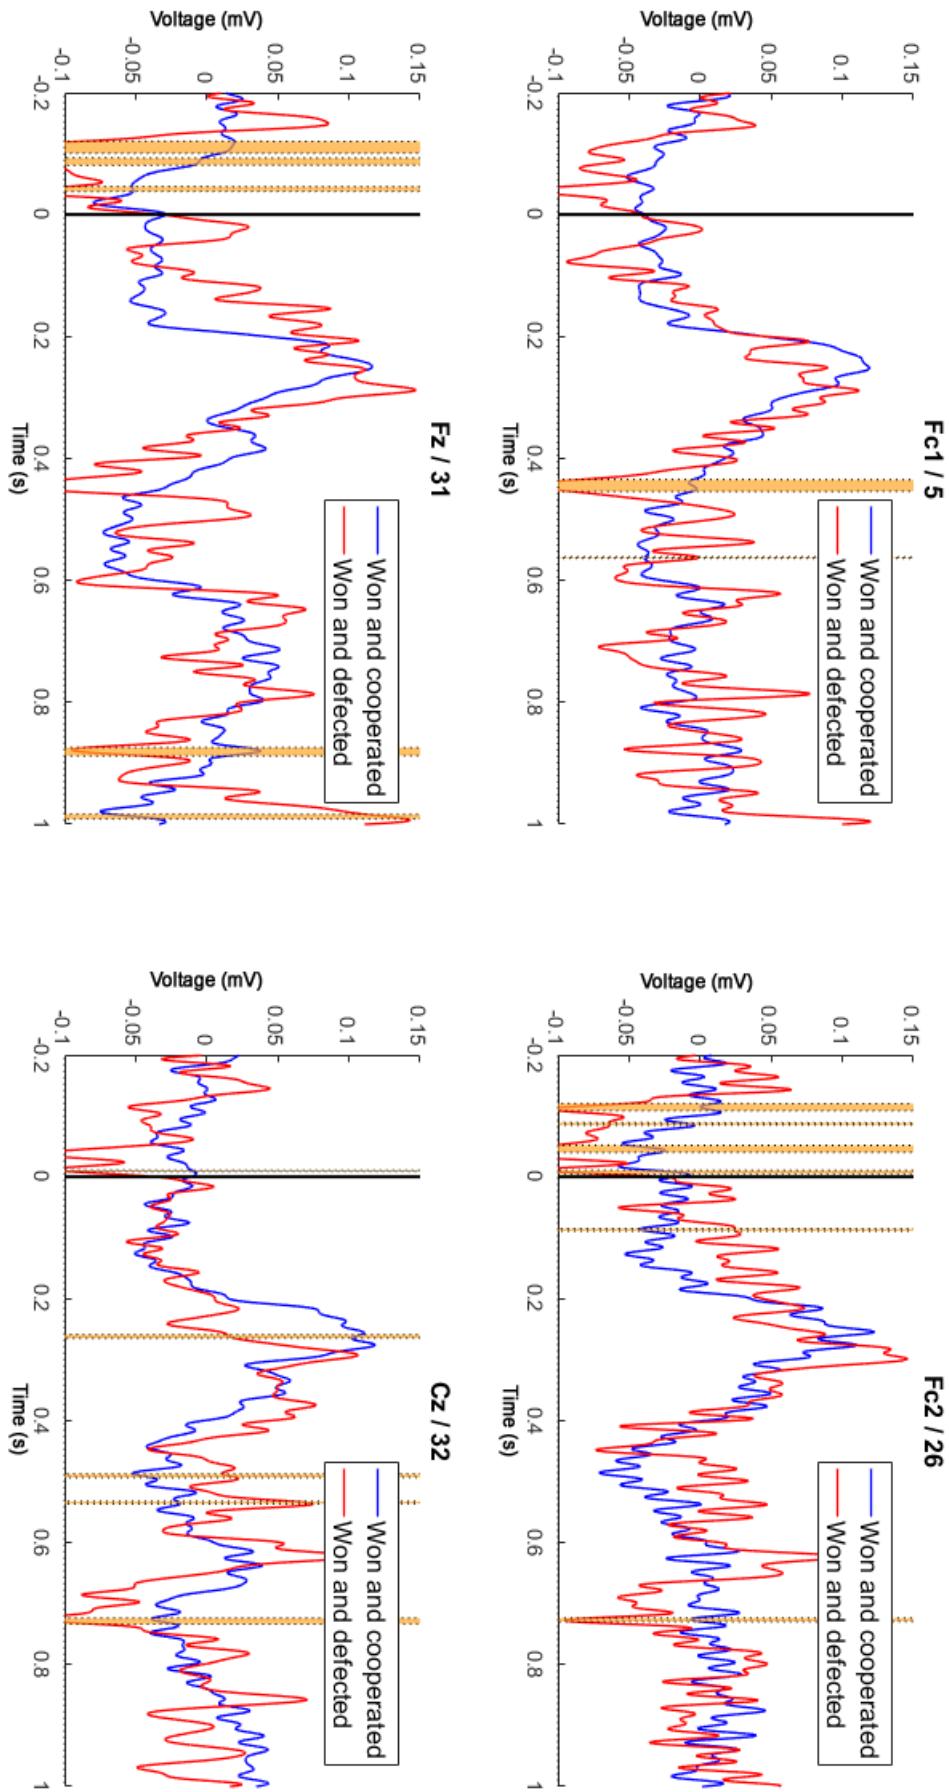 Fc1 / 5
Voltage (mV)
0.15
0.1
0.05
0
-0.05
-0.1
-0.2
0
0.2
0.4
0.6
0.8
1
Time (s)
Won and cooperated
Won and defected
Fc2 / 26
Voltage (mV)
0.15
0.1
0.05
0
-0.05
-0.1
-0.2
0
0.2
0.4
0.6
0.8
1
Time (s)
Won and cooperated
Won and defected
Fz / 31
Voltage (mV)
0.15
0.1
0.05
0
-0.05
-0.1
-0.2
0
0.2
0.4
0.6
0.8
1
Time (s)
Won and cooperated
Won and defected
Cz / 32
Voltage (mV)
0.15
0.1
0.05
0
-0.05
-0.1
-0.2
0
0.2
0.4
0.6
0.8
1
Time (s)
Won and cooperated
Won and defected